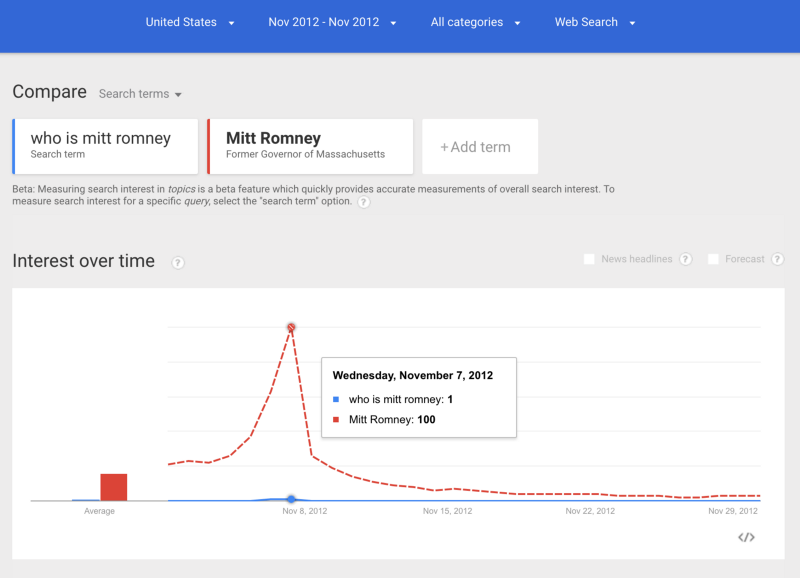 United States Nov 2012 - Nov 2012 All categories Web Search
Compare Search terms
who is mitt romney
Search term
Mitt Romney
Former Governor of Massachusetts
+Add term
Beta: Measuring search interest in topics is a beta feature which quickly provides accurate measurements of overall search interest. To
measure search interest for a specific query, select the "search term" option. ?
Interest over time ?
News headlines ? Forecast ?
Wednesday, November 7, 2012
who is mitt romney: 1
Mitt Romney: 100
Average Nov 8, 2012 Nov 15, 2012 Nov 22, 2012 Nov 29, 2012
</>